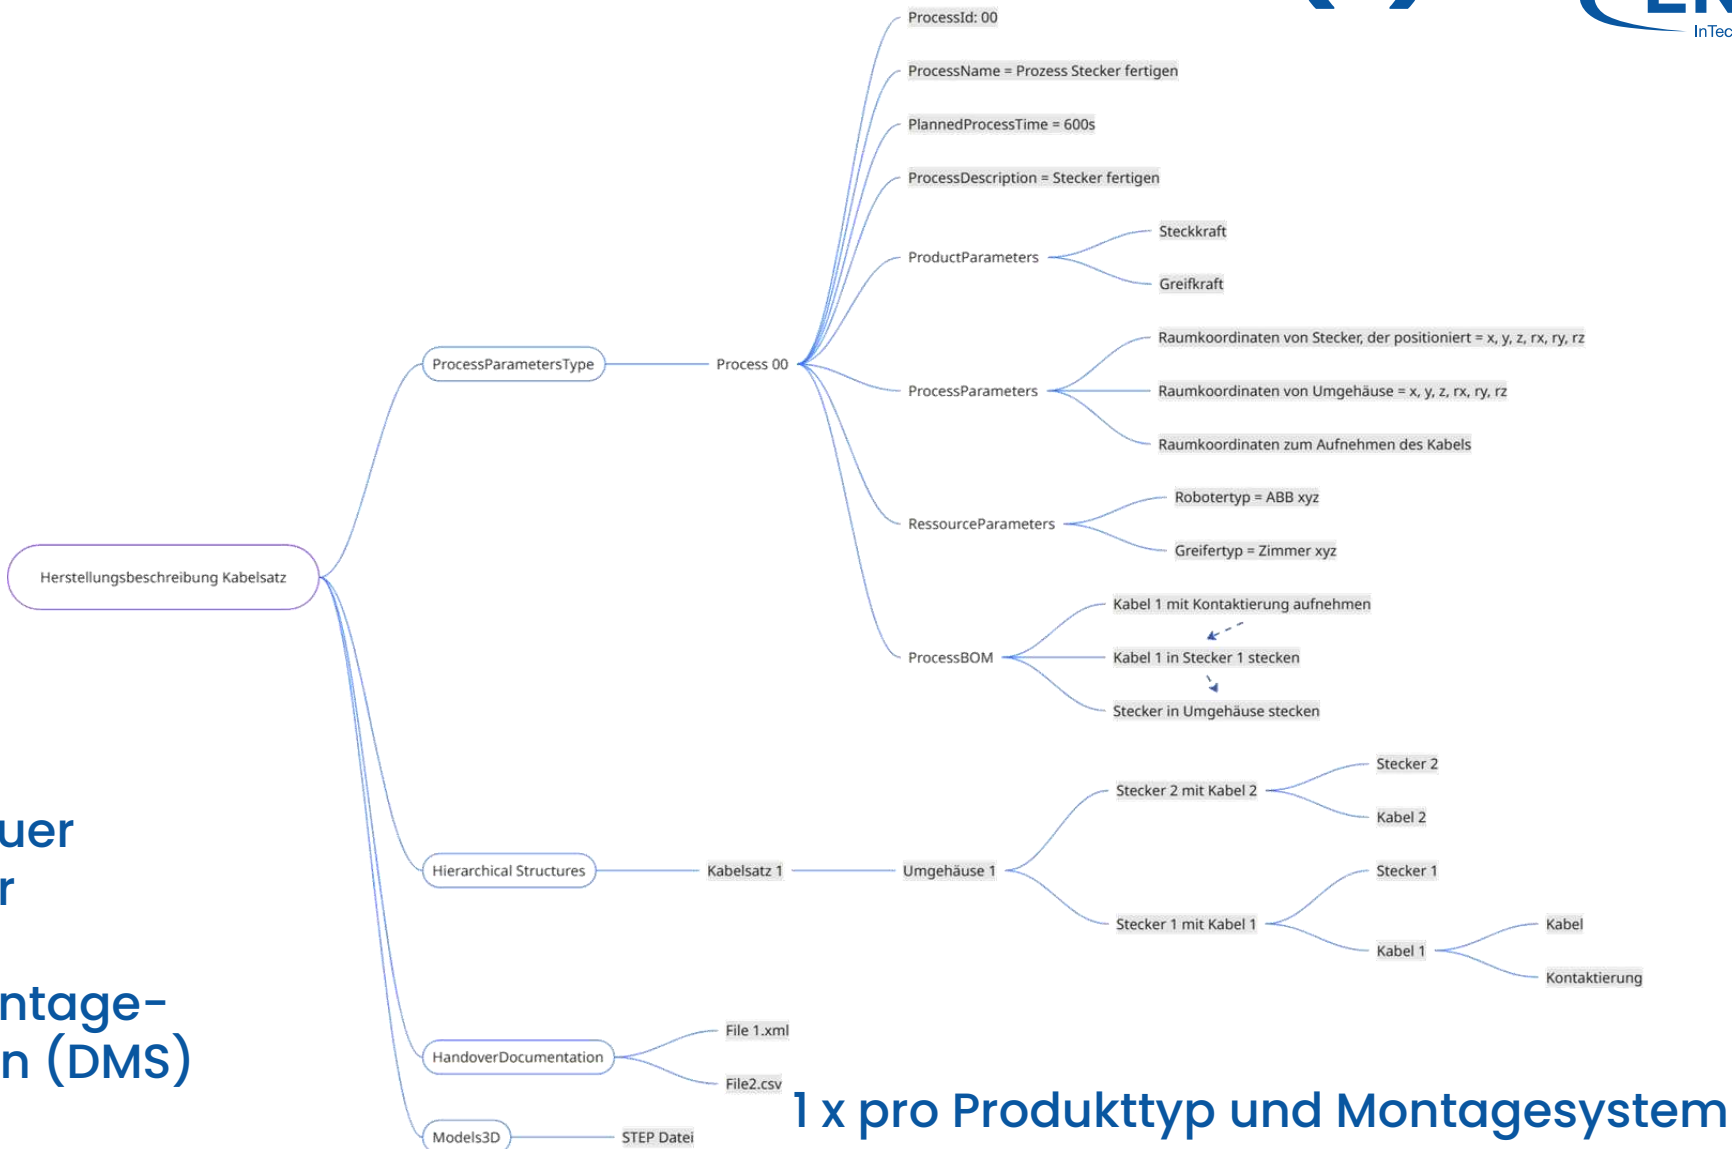 InTec
ProcessId: 00
ProcessName = Prozess Stecker fertigen
PlannedProcessTime = 600s
ProcessDescription = Stecker fertigen
ProductParameters
Steckkraft
Greifkraft
ProcessParametersType
Process 00
ProcessParameters
Raumkoordinaten von Stecker, der positioniert = x, y, z, rx, ry, rz
Raumkoordinaten von Umgehäuse = x, y, z, rx, ry, rz
Raumkoordinaten zum Aufnehmen des Kabels
RessourceParameters
Robotertyp = ABB xyz
Greifertyp = Zimmer xyz
Herstellungsbeschreibung Kabelsatz
ProcessBOM
Kabel 1 mit Kontaktierung aufnehmen
Kabel 1 in Stecker 1 stecken
Stecker in Umgehäuse stecken
Hierarchical Structures
Kabelsatz 1
Umgehäuse 1
Stecker 2 mit Kabel 2
Stecker 2
Kabel 2
Stecker 1 mit Kabel 1
Stecker 1
Kabel 1
Kabel
Kontaktierung
uer
r
ntage-
n (DMS)
HandoverDocumentation
File 1.xml
File2.csv
Models3D
STEP Datei
1 x pro Produkttyp und Montagesystem